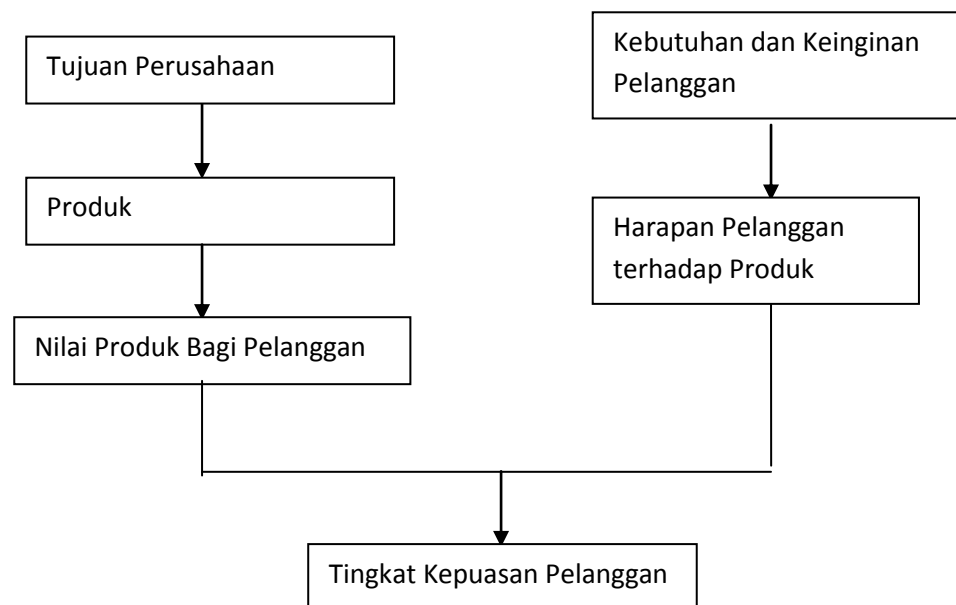 Tujuan Perusahaan
Kebutuhan dan Keinginan
Pelanggan
Produk
Harapan Pelanggan
terhadap Produk
Nilai Produk Bagi Pelanggan
Tingkat Kepuasan Pelanggan